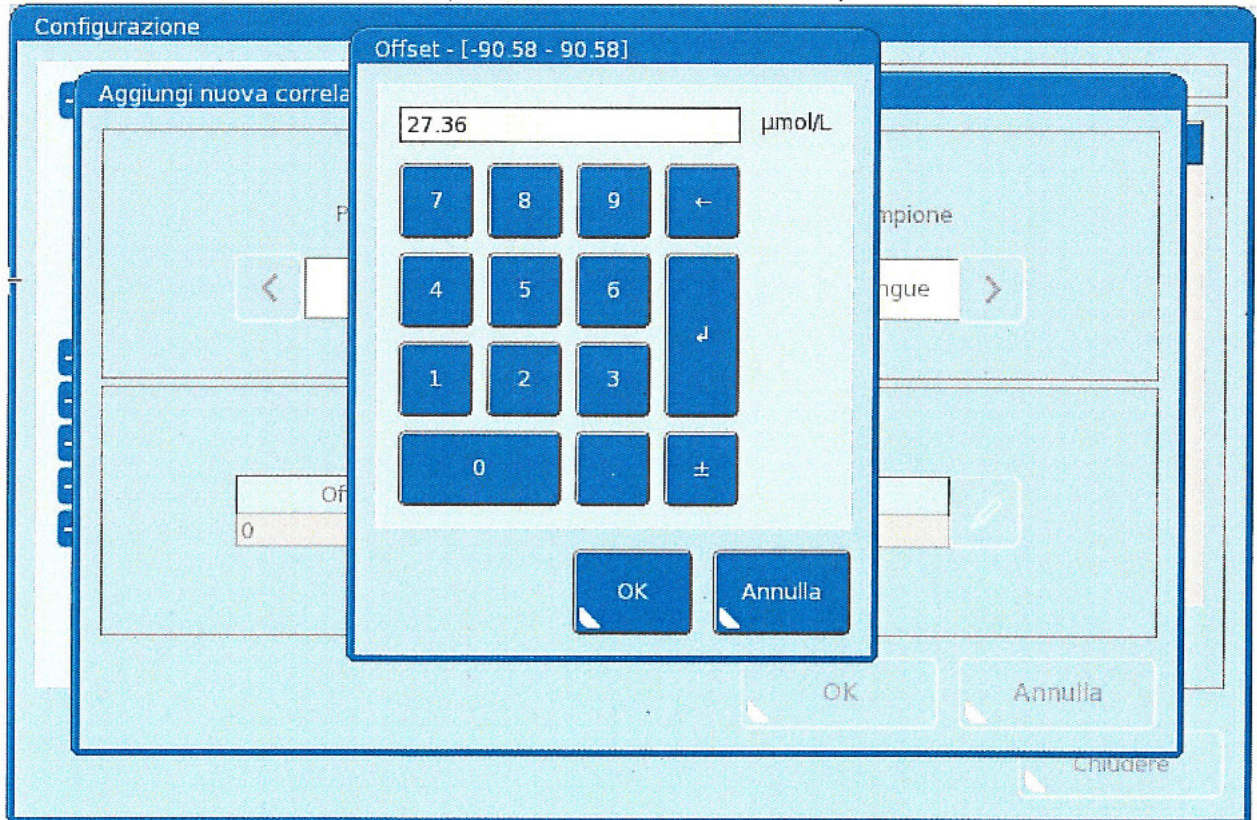 Configurazione
Offset - [-90.58 - 90.58]
Aggiungi nuova correla
27.36 µmol/L
7 8 9 ←
P mpione
4 5 6 ↲
< ngue >
1 2 3
0 . ±
Of
0
OK Annulla
OK Annulla
Chiudere